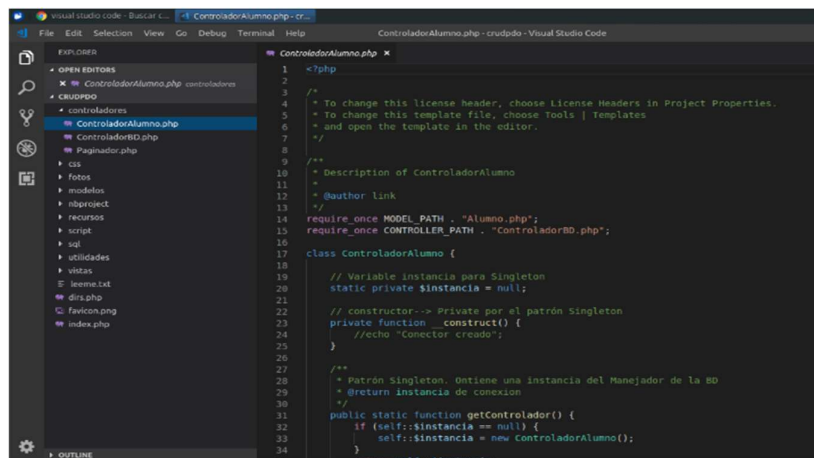 visual studio code - Buscar c...
ControladorAlumno.php - cr...
File Edit Selection View Go Debug Terminal Help
ControladorAlumno.php - crudpdo - Visual Studio Code
EXPLORER
OPEN EDITORS
ControladorAlumno.php controladores
CRUDPDO
controladores
ControladorAlumno.php
ControladorBD.php
Paginador.php
css
fotos
modelos
nbproject
recursos
script
sql
utilidades
vistas
leeme.txt
dirs.php
favicon.png
index.php
OUTLINE
ControladorAlumno.php
1 <?php
2
3 /*
4 * To change this license header, choose License Headers in Project Properties.
5 * To change this template file, choose Tools | Templates
6 * and open the template in the editor.
7 */
8
9 /**
10 * Description of ControladorAlumno
11 *
12 * @author link
13 */
14 require_once MODEL_PATH . "Alumno.php";
15 require_once CONTROLLER_PATH . "ControladorBD.php";
16
17 class ControladorAlumno {
18
19 // Variable instancia para Singleton
20 static private $instancia = null;
21
22 // constructor--> Private por el patrón Singleton
23 private function __construct() {
24 //echo "Conector creado";
25 }
26
27 /**
28 * Patrón Singleton. Ontiene una instancia del Manejador de la BD
29 * @return instancia de conexion
30 */
31 public static function getControlador() {
32 if (self::$instancia == null) {
33 self::$instancia = new ControladorAlumno();
34 }